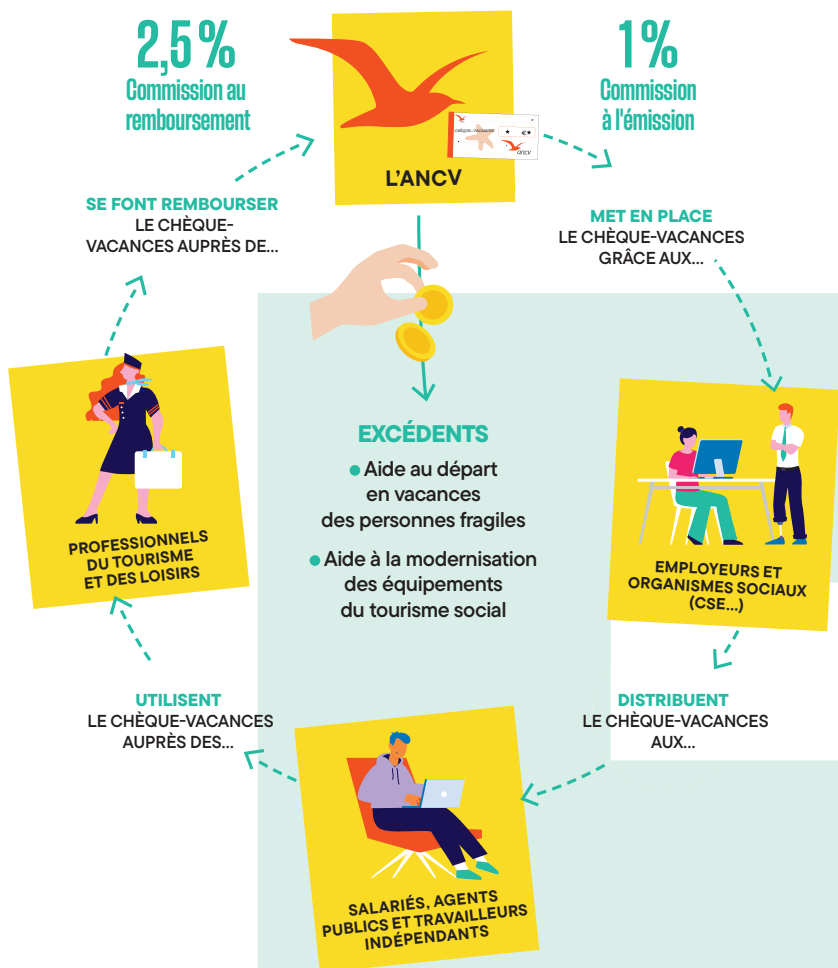 2,5 %
Commission au
remboursement
1 %
Commission
à l'émission
CHÈQUE-VACANCES
ANCV
L'ANCV
SE FONT REMBOURSER
LE CHÈQUE-
VACANCES AUPRÈS DE...
MET EN PLACE
LE CHÈQUE-VACANCES
GRÂCE AUX...
EXCÉDENTS
• Aide au départ
en vacances
des personnes fragiles
• Aide à la modernisation
des équipements
du tourisme social
PROFESSIONNELS
DU TOURISME
ET DES LOISIRS
EMPLOYEURS ET
ORGANISMES SOCIAUX
(CSE...)
UTILISENT
LE CHÈQUE-VACANCES
AUPRÈS DES...
DISTRIBUENT
LE CHÈQUE-VACANCES
AUX...
SALARIÉS, AGENTS
PUBLICS ET TRAVAILLEURS
INDÉPENDANTS